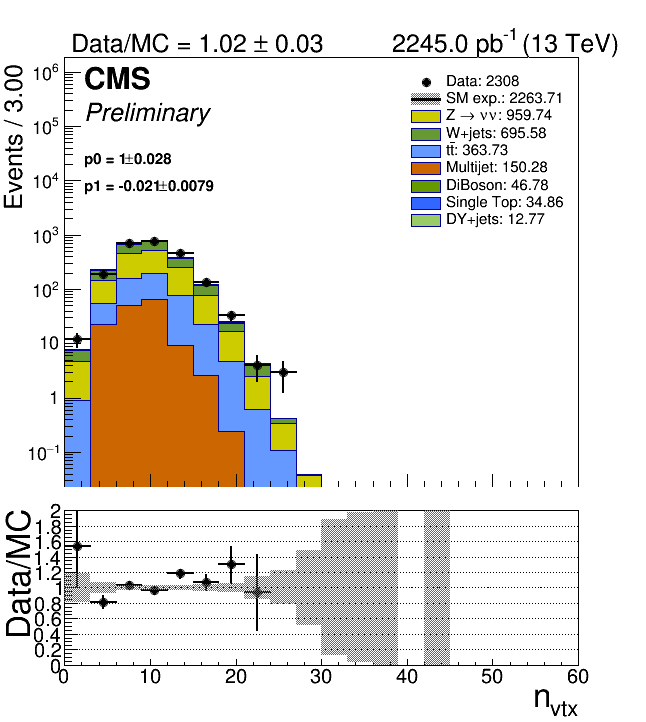 Data/MC = 1.02 ± 0.03 2245.0 pb⁻¹ (13 TeV)
Events / 3.00
CMS
Preliminary
p0 = 1±0.028
p1 = -0.021±0.0079
Data: 2308
SM exp.: 2263.71
Z → νν: 959.74
W+jets: 695.58
tt̄: 363.73
Multijet: 150.28
DiBoson: 46.78
Single Top: 34.86
DY+jets: 12.77
10⁶
10⁵
10⁴
10³
10²
10
1
10⁻¹
Data/MC
2
1.8
1.6
1.4
1.2
1
0.8
0.6
0.4
0.2
0
0 10 20 30 40 50 60
n_vtx